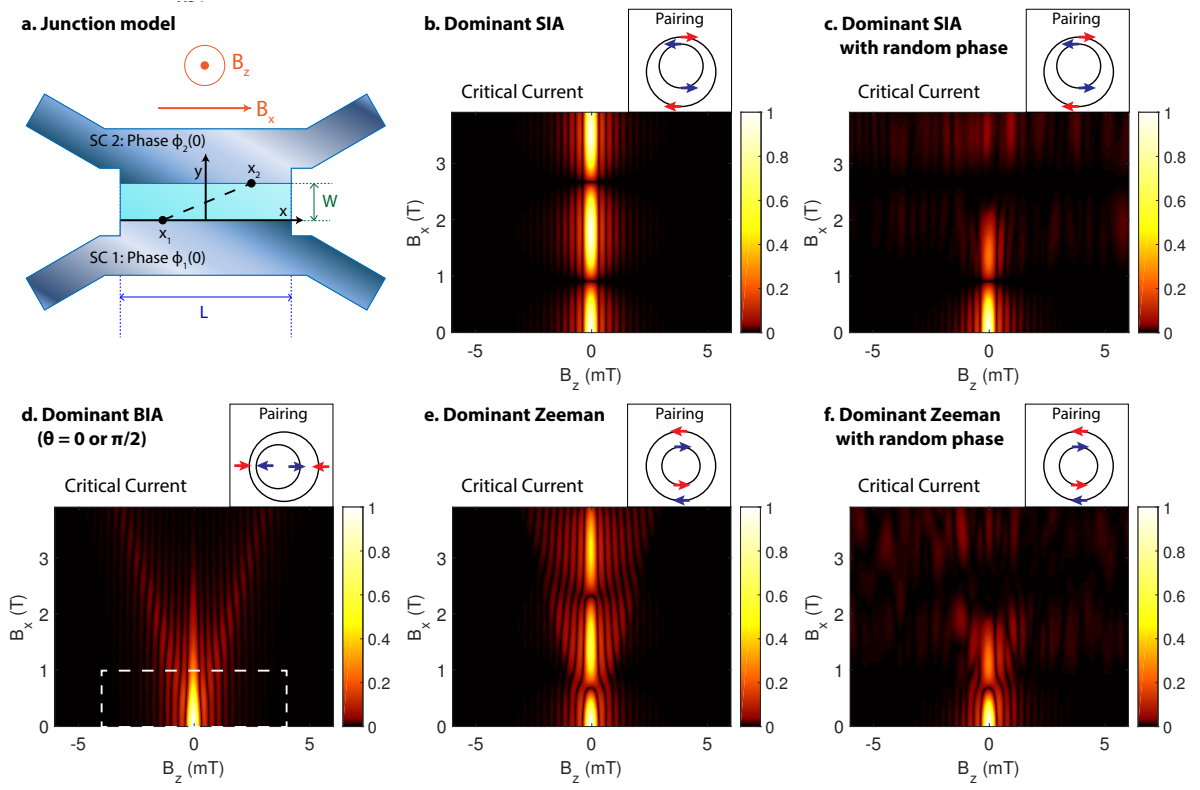 a. Junction model
B_z
B_x
SC 2: Phase ϕ_2(0)
y
x_2
W
x
x_1
SC 1: Phase ϕ_1(0)
L
b. Dominant SIA
Pairing
Critical Current
B_x (T)
3
2
1
0
-5
0
5
B_z (mT)
1
0.8
0.6
0.4
0.2
0
c. Dominant SIA
with random phase
Pairing
Critical Current
B_x (T)
3
2
1
0
-5
0
5
B_z (mT)
1
0.8
0.6
0.4
0.2
0
d. Dominant BIA
(θ = 0 or π/2)
Pairing
Critical Current
B_x (T)
3
2
1
0
-5
0
5
B_z (mT)
1
0.8
0.6
0.4
0.2
0
e. Dominant Zeeman
Pairing
Critical Current
B_x (T)
3
2
1
0
-5
0
5
B_z (mT)
1
0.8
0.6
0.4
0.2
0
f. Dominant Zeeman
with random phase
Pairing
Critical Current
B_x (T)
3
2
1
0
-5
0
5
B_z (mT)
1
0.8
0.6
0.4
0.2
0